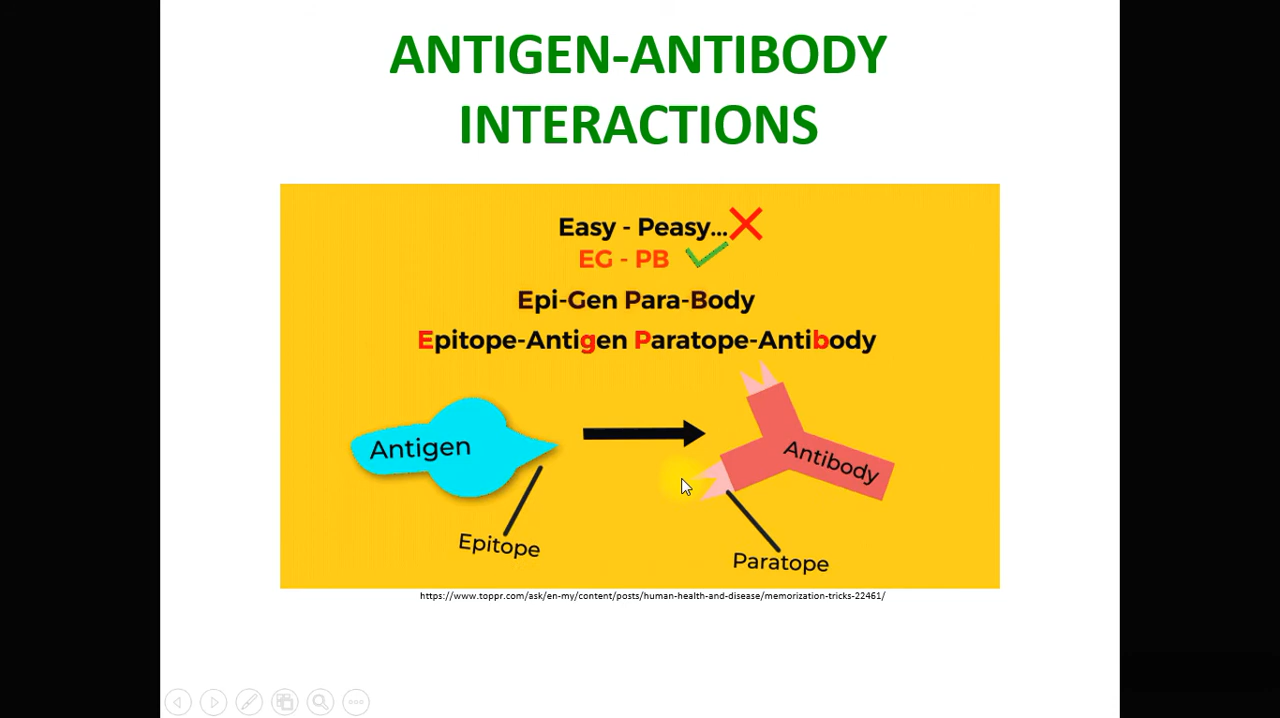 ANTIGEN-ANTIBODY
INTERACTIONS
Easy - Peasy...
EG - PB
Epi-Gen Para-Body
Epitope-Antigen Paratope-Antibody
Antigen
Antibody
Epitope
Paratope
https://www.toppr.com/ask/en-my/content/posts/human-health-and-disease/memorization-tricks-22461/